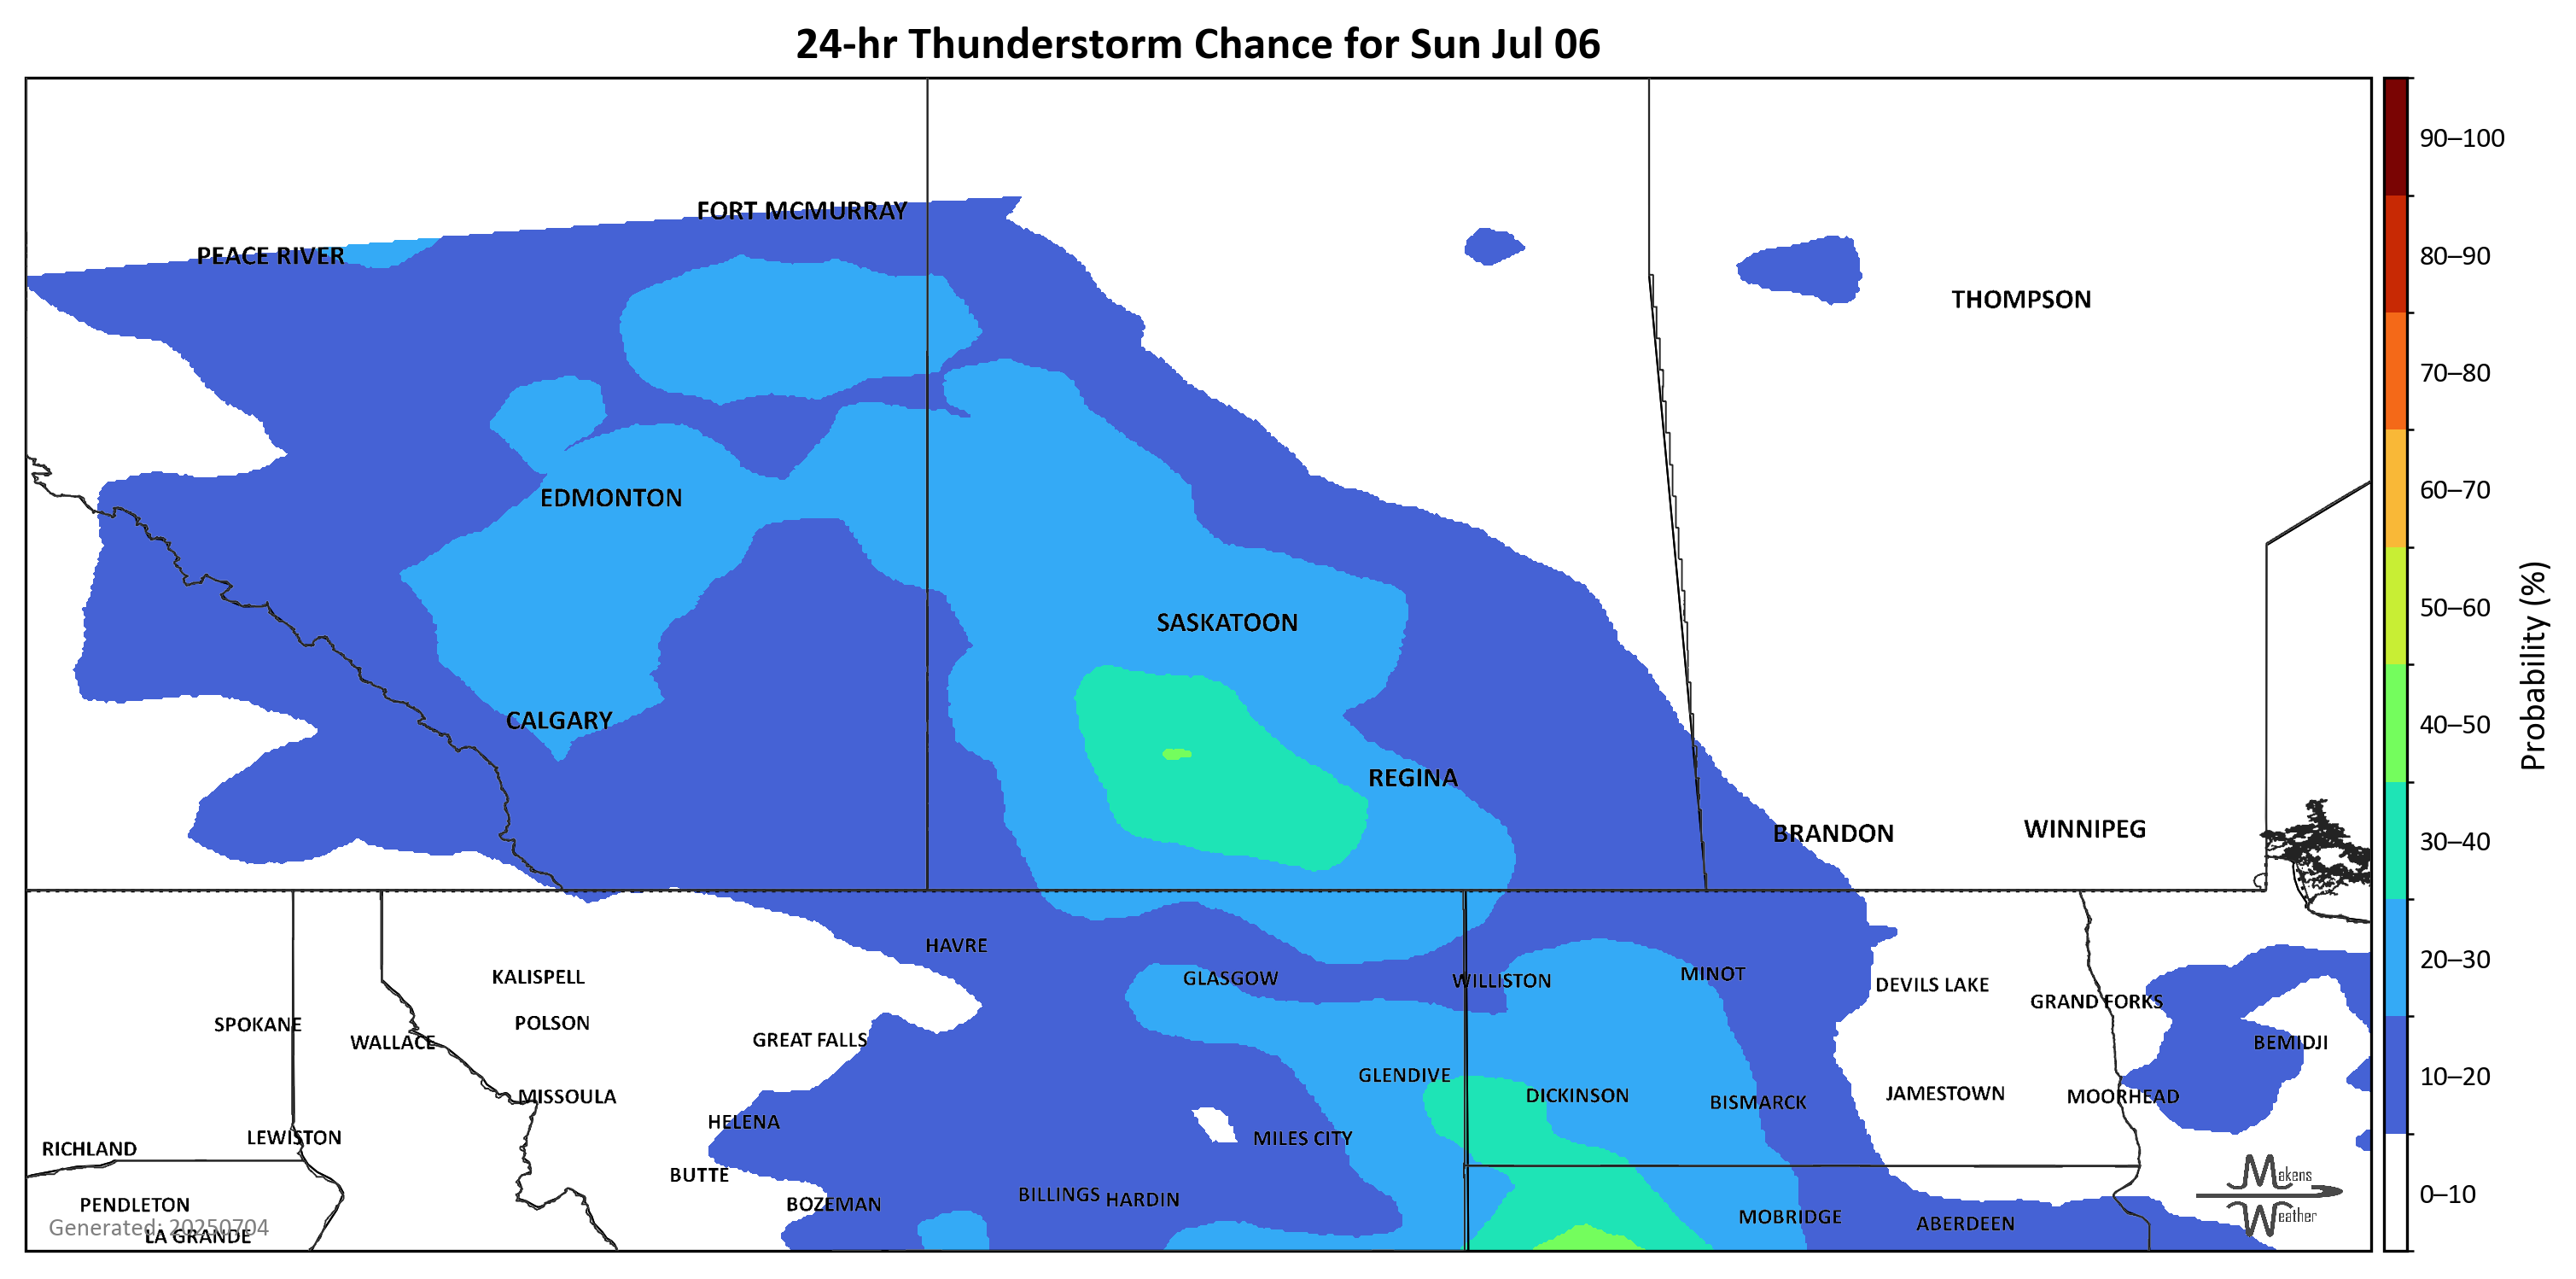 24-hr Thunderstorm Chance for Sun Jul 06
90–100
FORT MCMURRAY
PEACE RIVER
80–90
THOMPSON
70–80
EDMONTON
60–70
50–60
SASKATOON
Probability (%)
CALGARY
40–50
REGINA
BRANDON
WINNIPEG
30–40
HAVRE
20–30
KALISPELL
GLASGOW
WILLISTON
MINOT
DEVILS LAKE
GRAND FORKS
SPOKANE
POLSON
WALLACE
GREAT FALLS
BEMIDJI
GLENDIVE
10–20
MISSOULA
DICKINSON
BISMARCK
JAMESTOWN
MOORHEAD
HELENA
LEWISTON
MILES CITY
RICHLAND
BUTTE
Makens
Weather
0–10
BILLINGS
HARDIN
PENDLETON
BOZEMAN
MOBRIDGE
ABERDEEN
Generated: 20250704
LA GRANDE